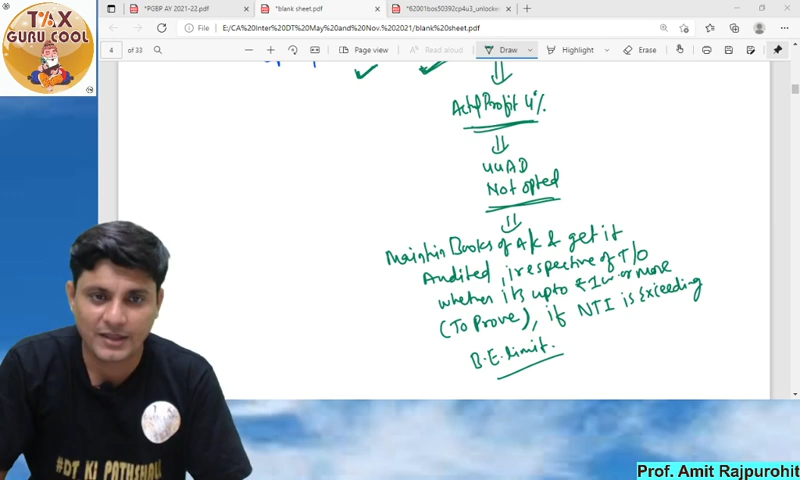 TAX
GURU COOL
*PGBP AY 2021-22.pdf
*blank sheet.pdf
*62001bos50392cp4u3_unlocke
E:/CA%20Inter%20DT%20May%20and%20Nov.%202021/blank%20sheet.pdf
4 of 33
Page view
Read aloud
Draw
Highlight
Erase
Actual Profit 4%
44AD
Not opted
Maintain Books of A/c & get it
Audited, irrespective of T/o
whether its upto ₹ 1cr or more
(To Prove), if NTI is Exceeding
B.E. limit.
#DT KI PATHSHALA
Prof. Amit Rajpurohit